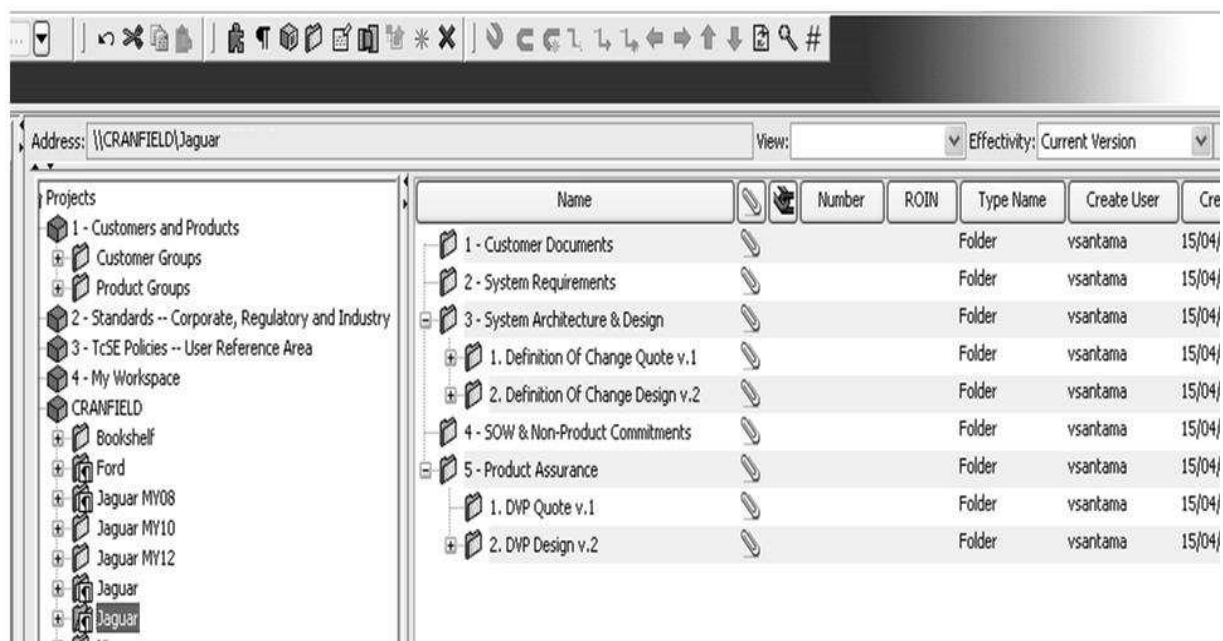 Address: \\CRANFIELD\Jaguar View: Effectivity: Current Version
Projects
1 - Customers and Products
Customer Groups
Product Groups
2 - Standards -- Corporate, Regulatory and Industry
3 - TcSE Policies -- User Reference Area
4 - My Workspace
CRANFIELD
Bookshelf
Ford
Jaguar MY08
Jaguar MY10
Jaguar MY12
Jaguar
Jaguar
Name Number ROIN Type Name Create User Cre
1 - Customer Documents Folder vsantama 15/04/
2 - System Requirements Folder vsantama 15/04/
3 - System Architecture & Design Folder vsantama 15/04/
1. Definition Of Change Quote v.1 Folder vsantama 15/04/
2. Definition Of Change Design v.2 Folder vsantama 15/04/
4 - SOW & Non-Product Commitments Folder vsantama 15/04/
5 - Product Assurance Folder vsantama 15/04/
1. DVP Quote v.1 Folder vsantama 15/04/
2. DVP Design v.2 Folder vsantama 15/04/